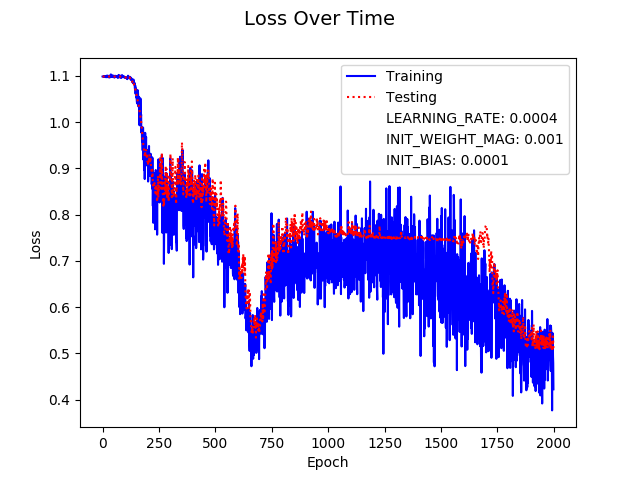 Loss Over Time
Training
Testing
LEARNING_RATE: 0.0004
INIT_WEIGHT_MAG: 0.001
INIT_BIAS: 0.0001
1.1
1.0
0.9
0.8
0.7
0.6
0.5
0.4
Loss
0 250 500 750 1000 1250 1500 1750 2000
Epoch